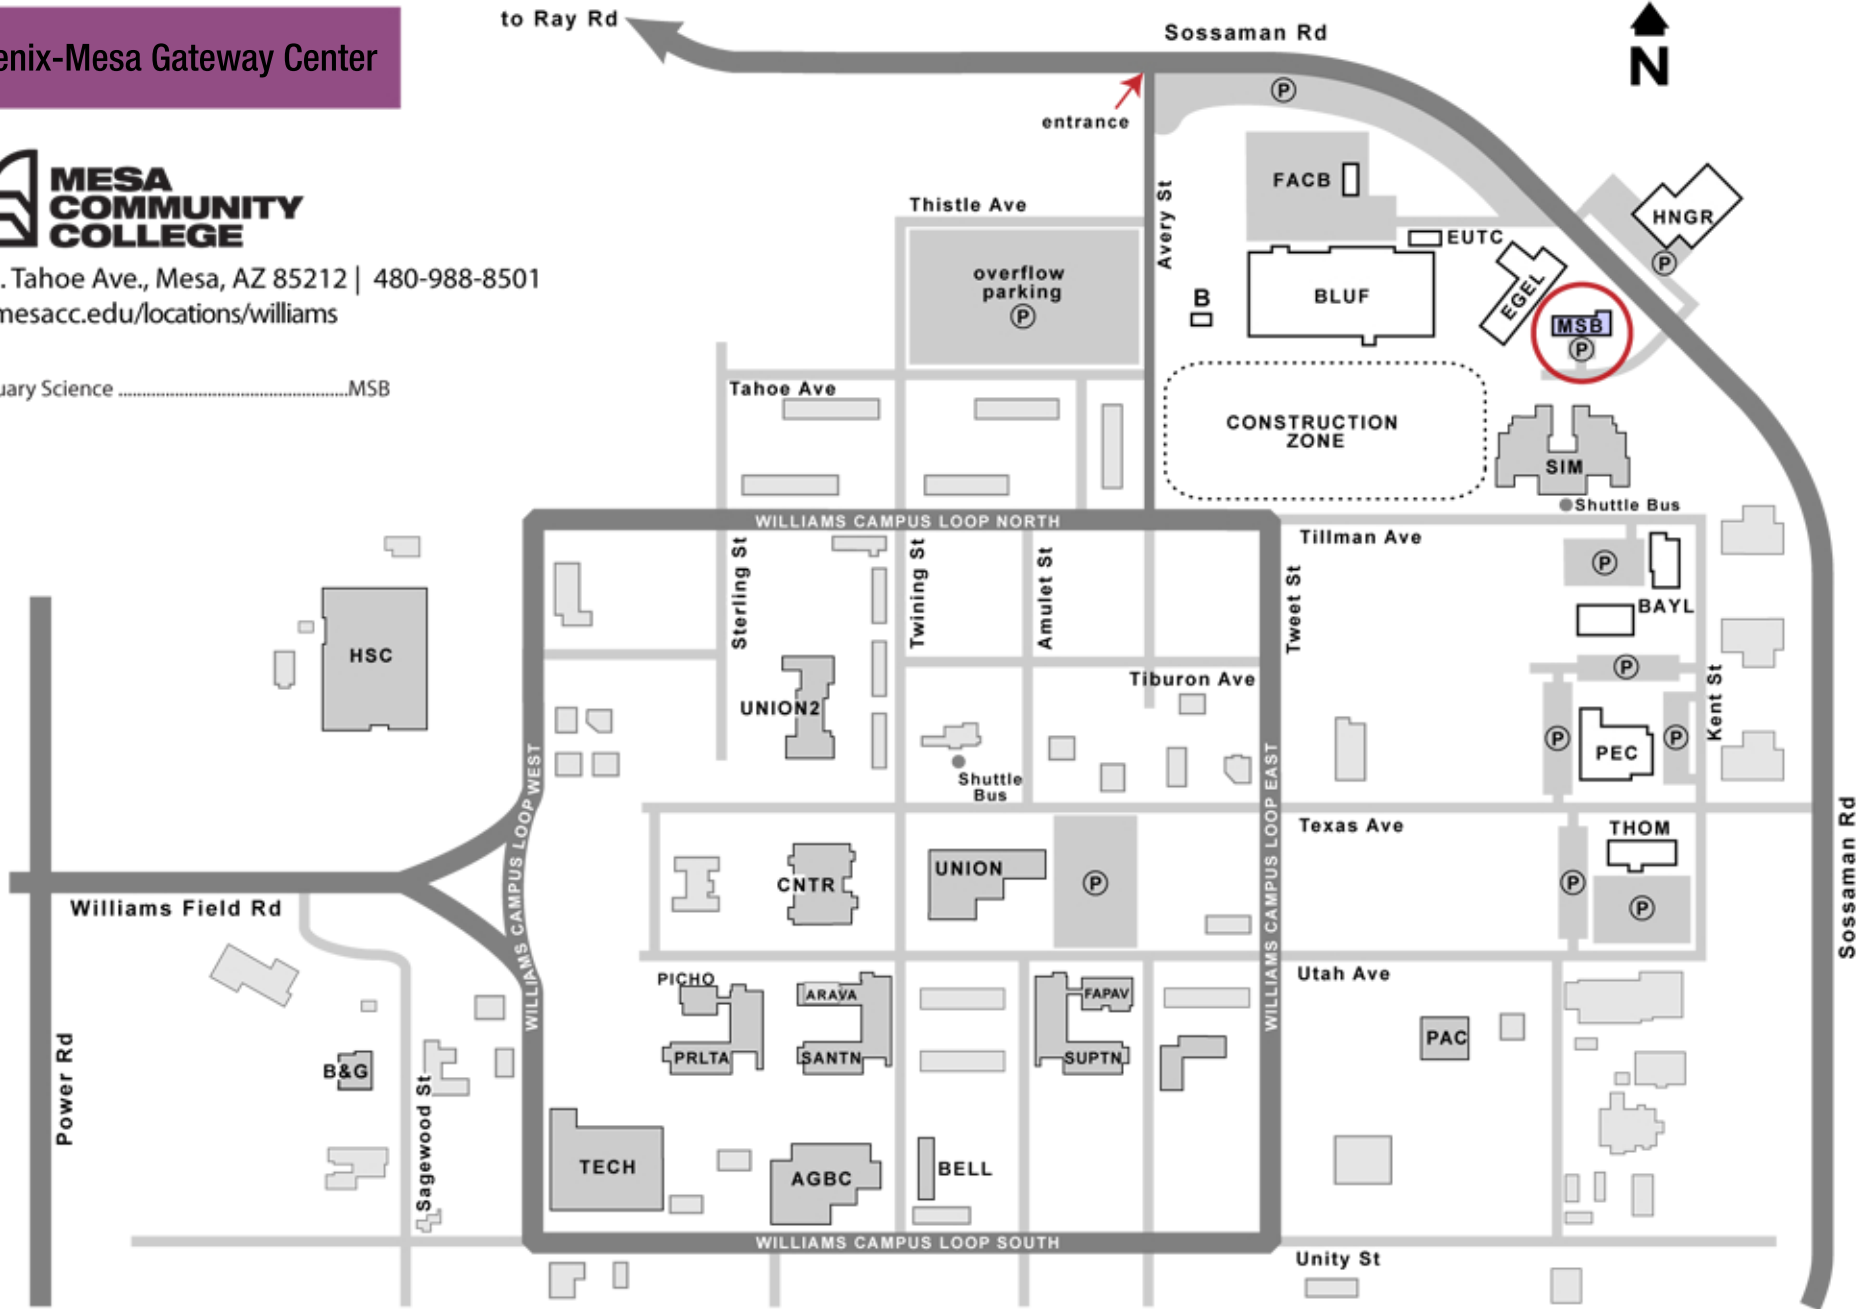 enix-Mesa Gateway Center
MESA
COMMUNITY
COLLEGE
. Tahoe Ave., Mesa, AZ 85212 | 480-988-8501
mesacc.edu/locations/williams
uary Science ..................................................MSB
to Ray Rd
Sossaman Rd
N
entrance
P
FACB
HNGR
P
Thistle Ave
Avery St
EUTC
overflow
parking
P
B
BLUF
EGEL
MSB
P
Tahoe Ave
CONSTRUCTION
ZONE
SIM
Shuttle Bus
WILLIAMS CAMPUS LOOP NORTH
Tillman Ave
Sterling St
Twining St
Amulet St
Tweet St
P
BAYL
HSC
P
Tiburon Ave
Kent St
UNION2
P
PEC
P
Shuttle
Bus
WILLIAMS CAMPUS LOOP WEST
WILLIAMS CAMPUS LOOP EAST
Texas Ave
THOM
Sossaman Rd
CNTR
UNION
P
P
P
Williams Field Rd
Utah Ave
PICHO
ARAVA
FAPAV
PRLTA
SANTN
SUPTN
PAC
B&G
Power Rd
Sagewood St
TECH
AGBC
BELL
WILLIAMS CAMPUS LOOP SOUTH
Unity St